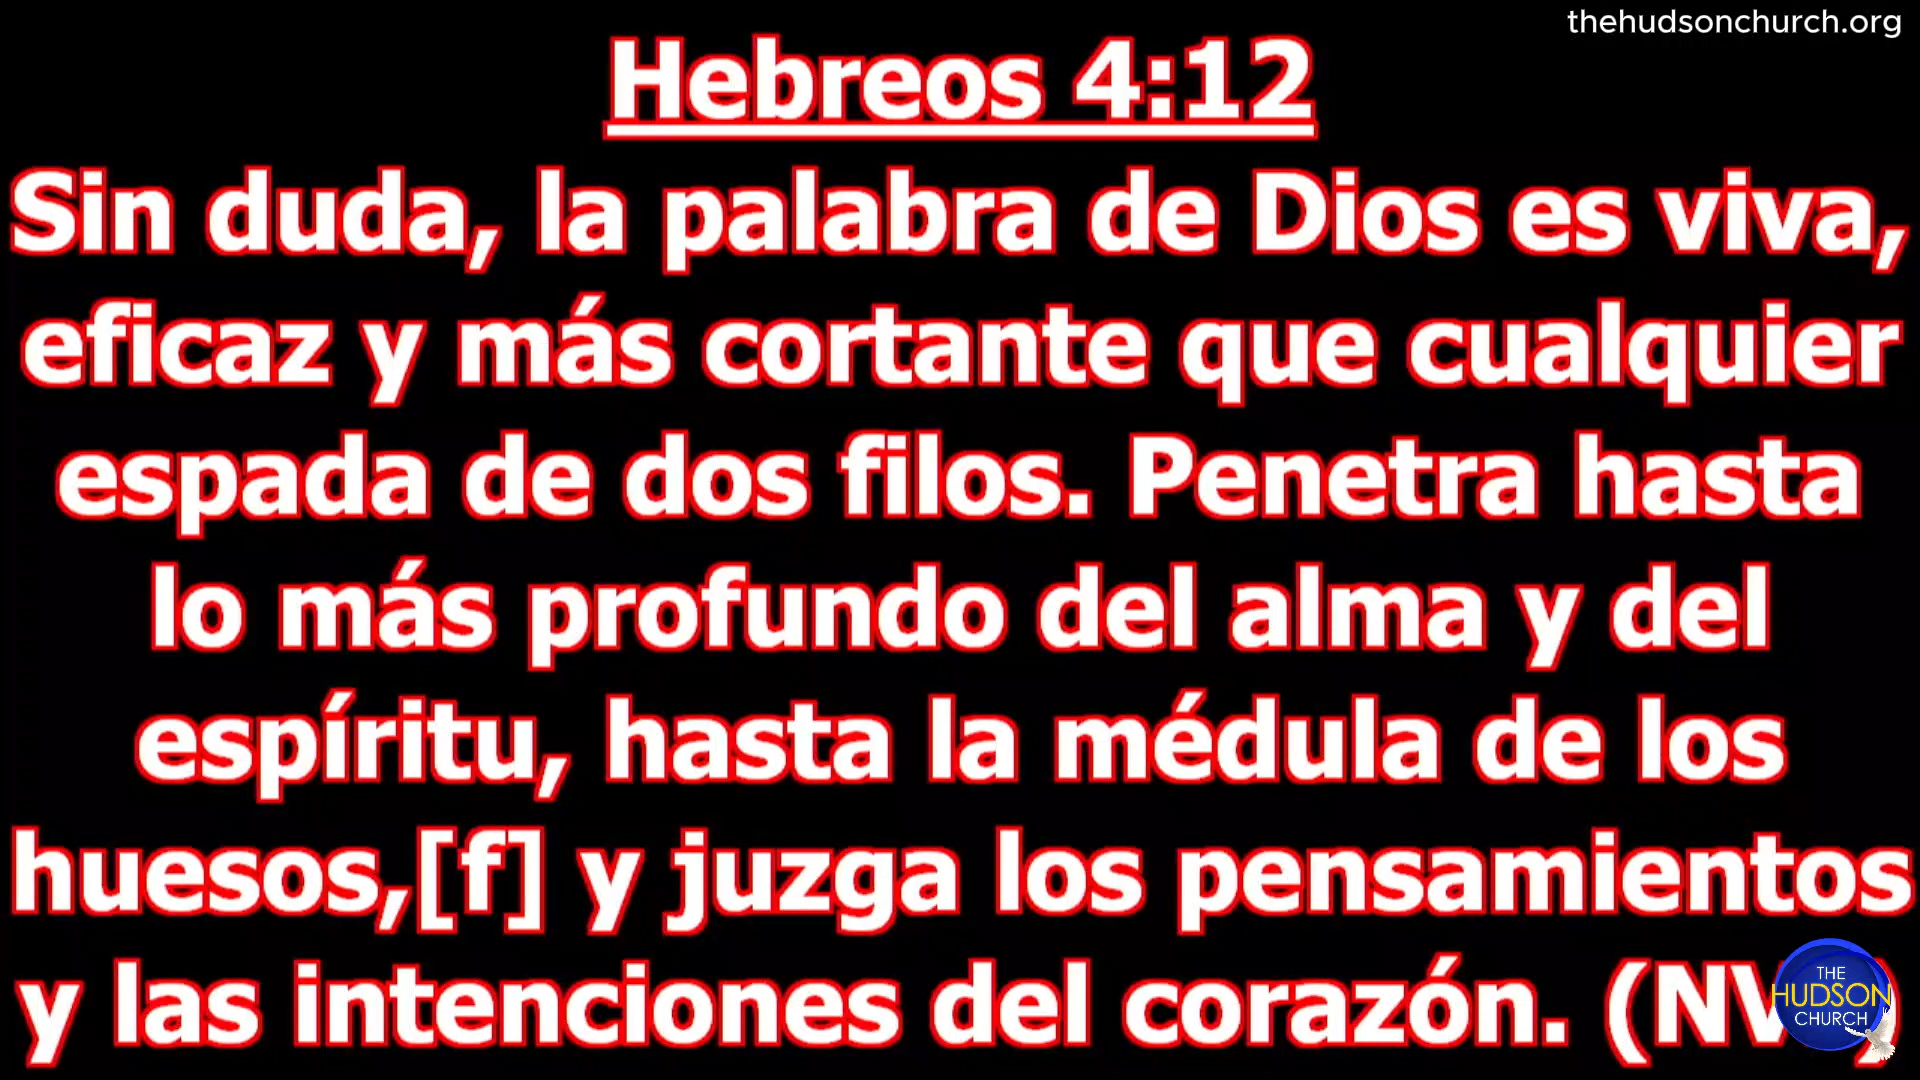 thehudsonchurch.org
Hebreos 4:12
Sin duda, la palabra de Dios es viva,
eficaz y más cortante que cualquier
espada de dos filos. Penetra hasta
lo más profundo del alma y del
espíritu, hasta la médula de los
huesos,[f] y juzga los pensamientos
y las intenciones del corazón.
THE
HUDSON
CHURCH